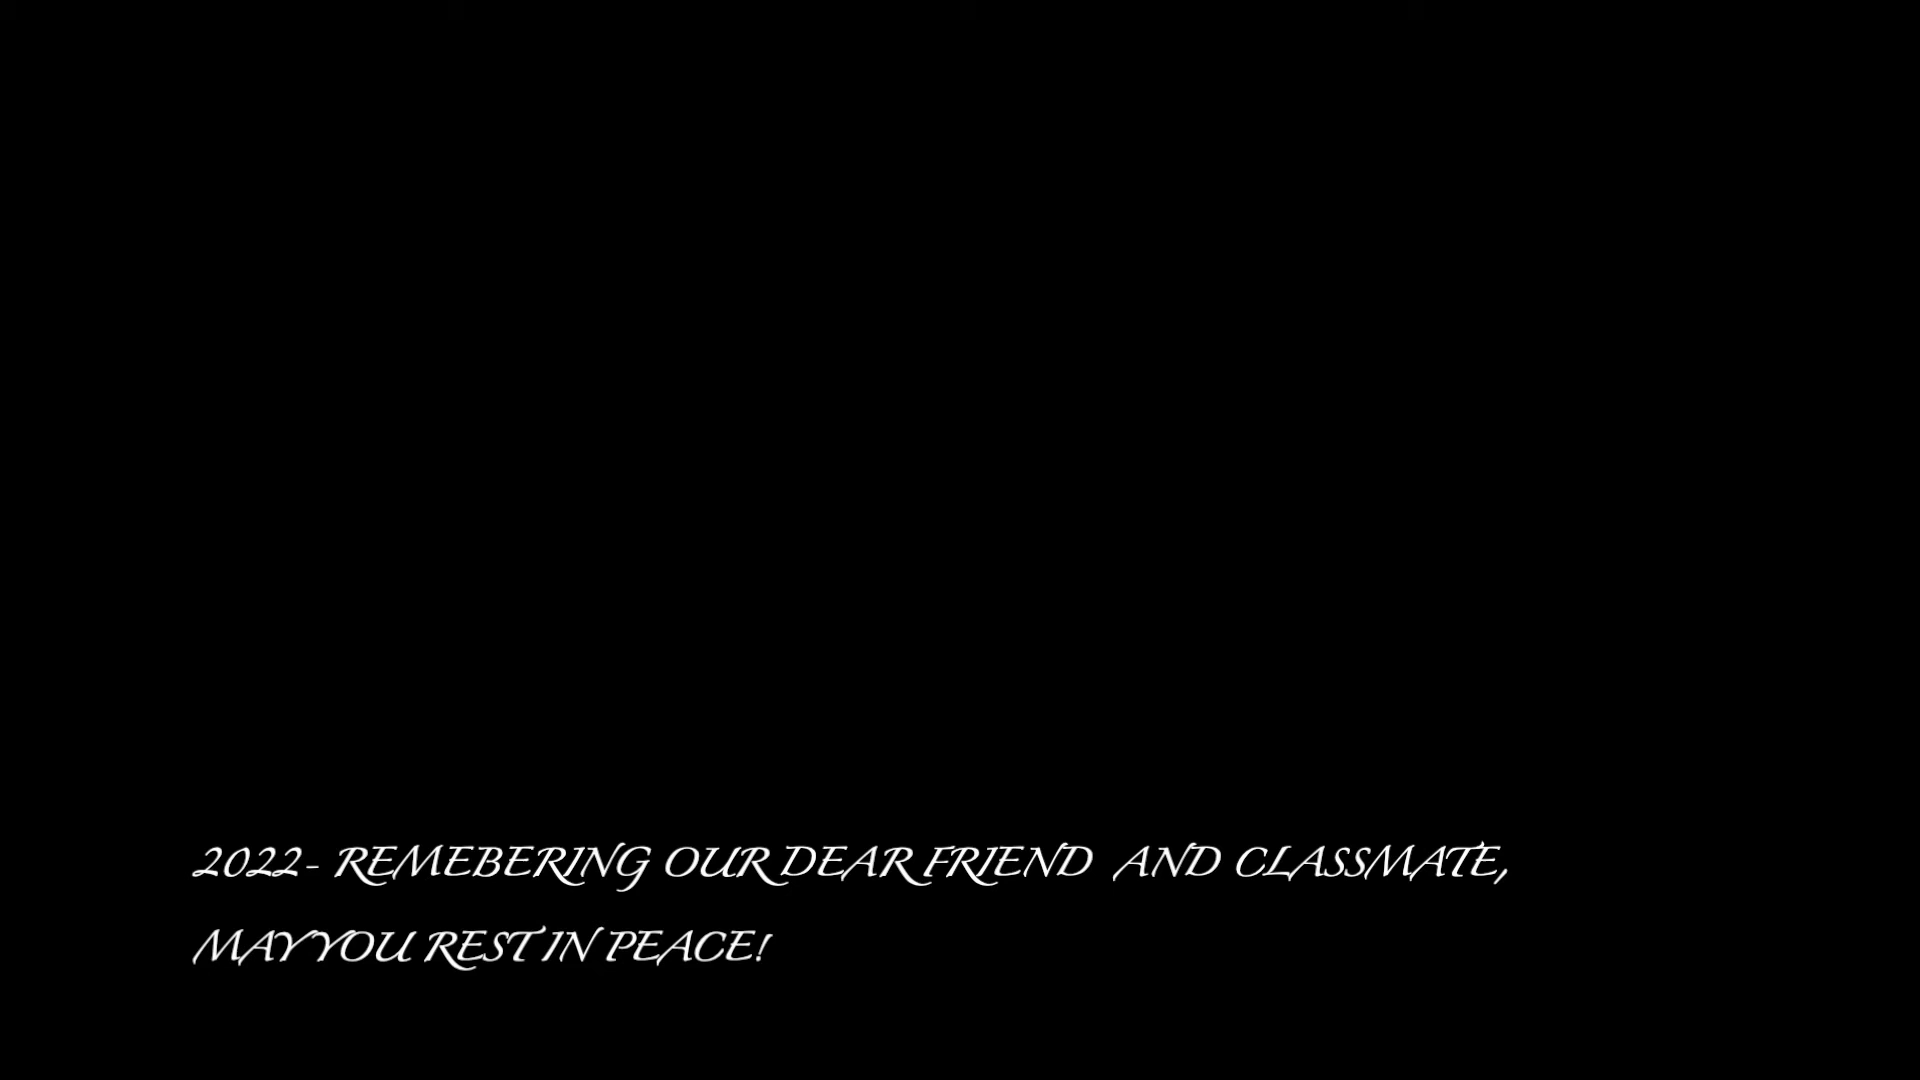 2022- REMEBERING OUR DEAR FRIEND AND CLASSMATE,
MAY YOU REST IN PEACE!